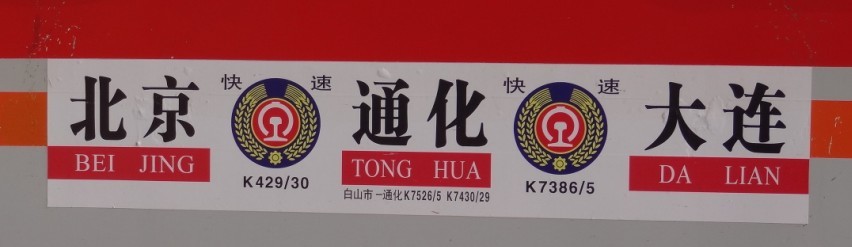 北京 快速 通化 快速 大连
BEI JING TONG HUA DA LIAN
K429/30 K7386/5
白山市-通化K7526/5 K7430/29